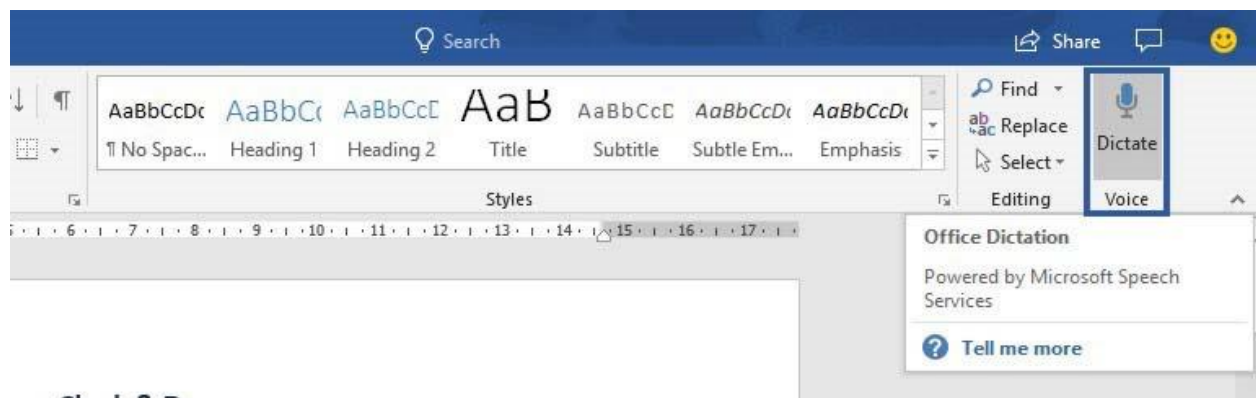 Search
Share
AaBbCcDc AaBbCc AaBbCcD AaB AaBbCcD AaBbCcDc AaBbCcDc
¶ No Spac... Heading 1 Heading 2 Title Subtitle Subtle Em... Emphasis
Find
Replace
Select
Dictate
Styles
Editing
Voice
6 7 8 9 10 11 12 13 14 15 16 17
Office Dictation
Powered by Microsoft Speech
Services
Tell me more